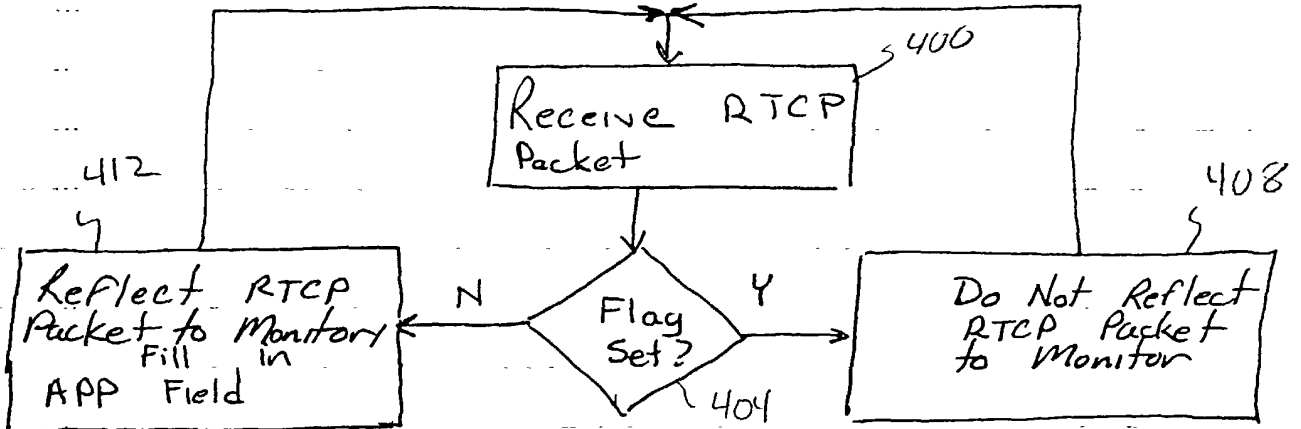 400
Receive RTCP
Packet
412
408
Reflect RTCP
Packet to Monitory
Fill in
APP Field
N
Flag
Set?
Y
Do Not Reflect
RTCP Packet
to Monitor
404